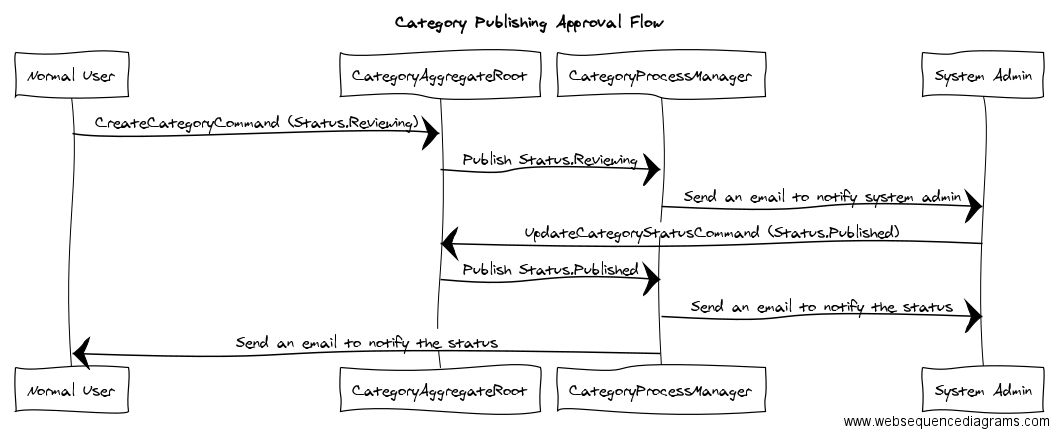 Category Publishing Approval Flow
Normal User
CategoryAggregateRoot
CategoryProcessManager
System Admin
CreateCategoryCommand (Status.Reviewing)
Publish Status.Reviewing
Send an email to notify system admin
UpdateCategoryStatusCommand (Status.Published)
Publish Status.Published
Send an email to notify the status
Send an email to notify the status
Normal User
CategoryAggregateRoot
CategoryProcessManager
System Admin
www.websequencediagrams.com